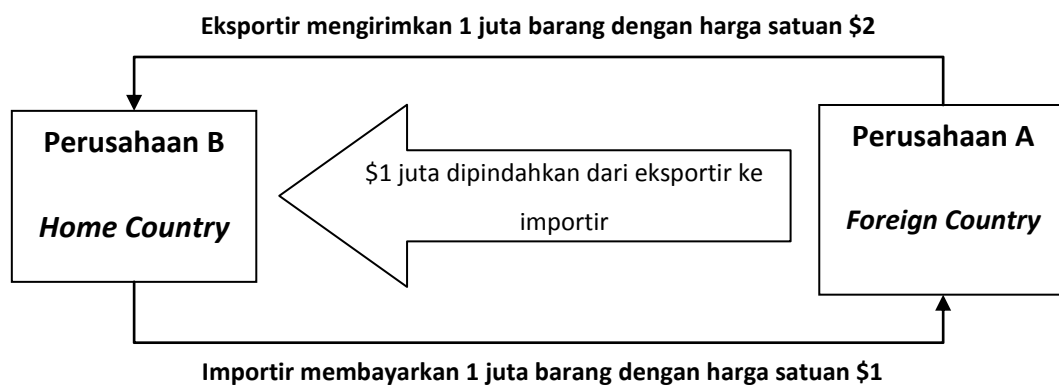 Eksportir mengirimkan 1 juta barang dengan harga satuan $2
Perusahaan B
Home Country
$1 juta dipindahkan dari eksportir ke
importir
Perusahaan A
Foreign Country
Importir membayarkan 1 juta barang dengan harga satuan $1